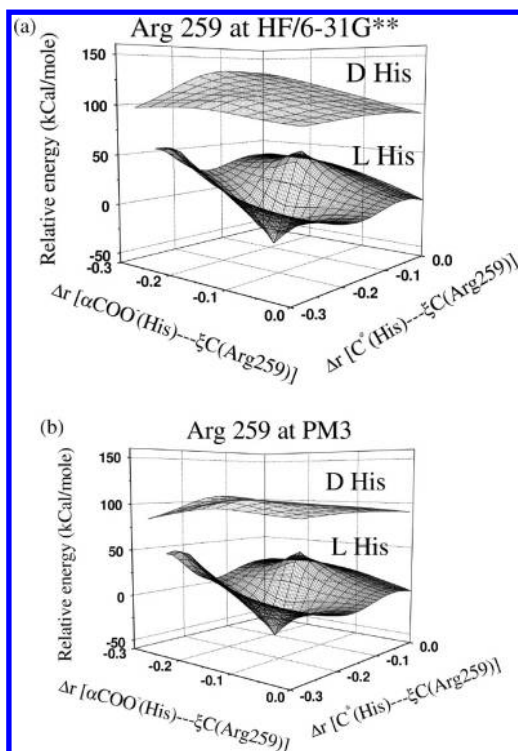 (a)
Arg 259 at HF/6-31G**
Relative energy (kCal/mole)
150
100
50
0
-50
D His
L His
-0.3
-0.2
-0.1
0.0
-0.3
-0.2
-0.1
0.0
Δr [αCOO⁻(His)---ξC(Arg259)]
Δr [C*(His)---ξC(Arg259)]
(b)
Arg 259 at PM3
Relative energy (kCal/mole)
150
100
50
0
-50
D His
L His
-0.3
-0.2
-0.1
0.0
-0.3
-0.2
-0.1
0.0
Δr [αCOO⁻(His)---ξC(Arg259)]
Δr [C*(His)---ξC(Arg259)]